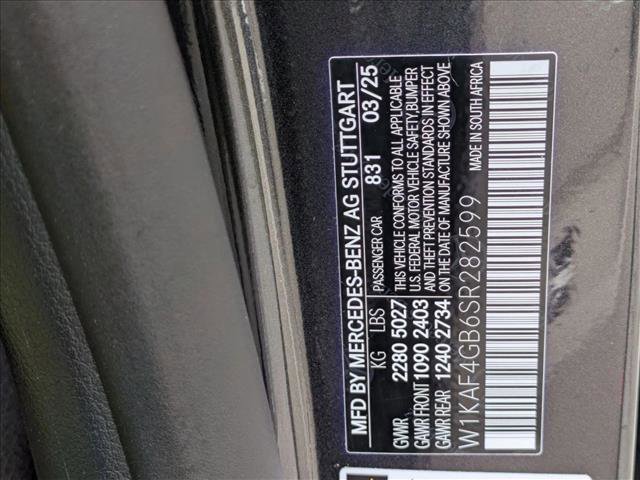 MFD BY MERCEDES-BENZ AG STUTTGART
KG LBS PASSENGER CAR 831 03/25
GVWR 2280 5027
GAWR FRONT 1090 2403
GAWR REAR 1240 2734
THIS VEHICLE CONFORMS TO ALL APPLICABLE
U.S. FEDERAL MOTOR VEHICLE SAFETY, BUMPER
AND THEFT PREVENTION STANDARDS IN EFFECT
ON THE DATE OF MANUFACTURE SHOWN ABOVE.
W1KAF4GB6SR282599 MADE IN SOUTH AFRICA